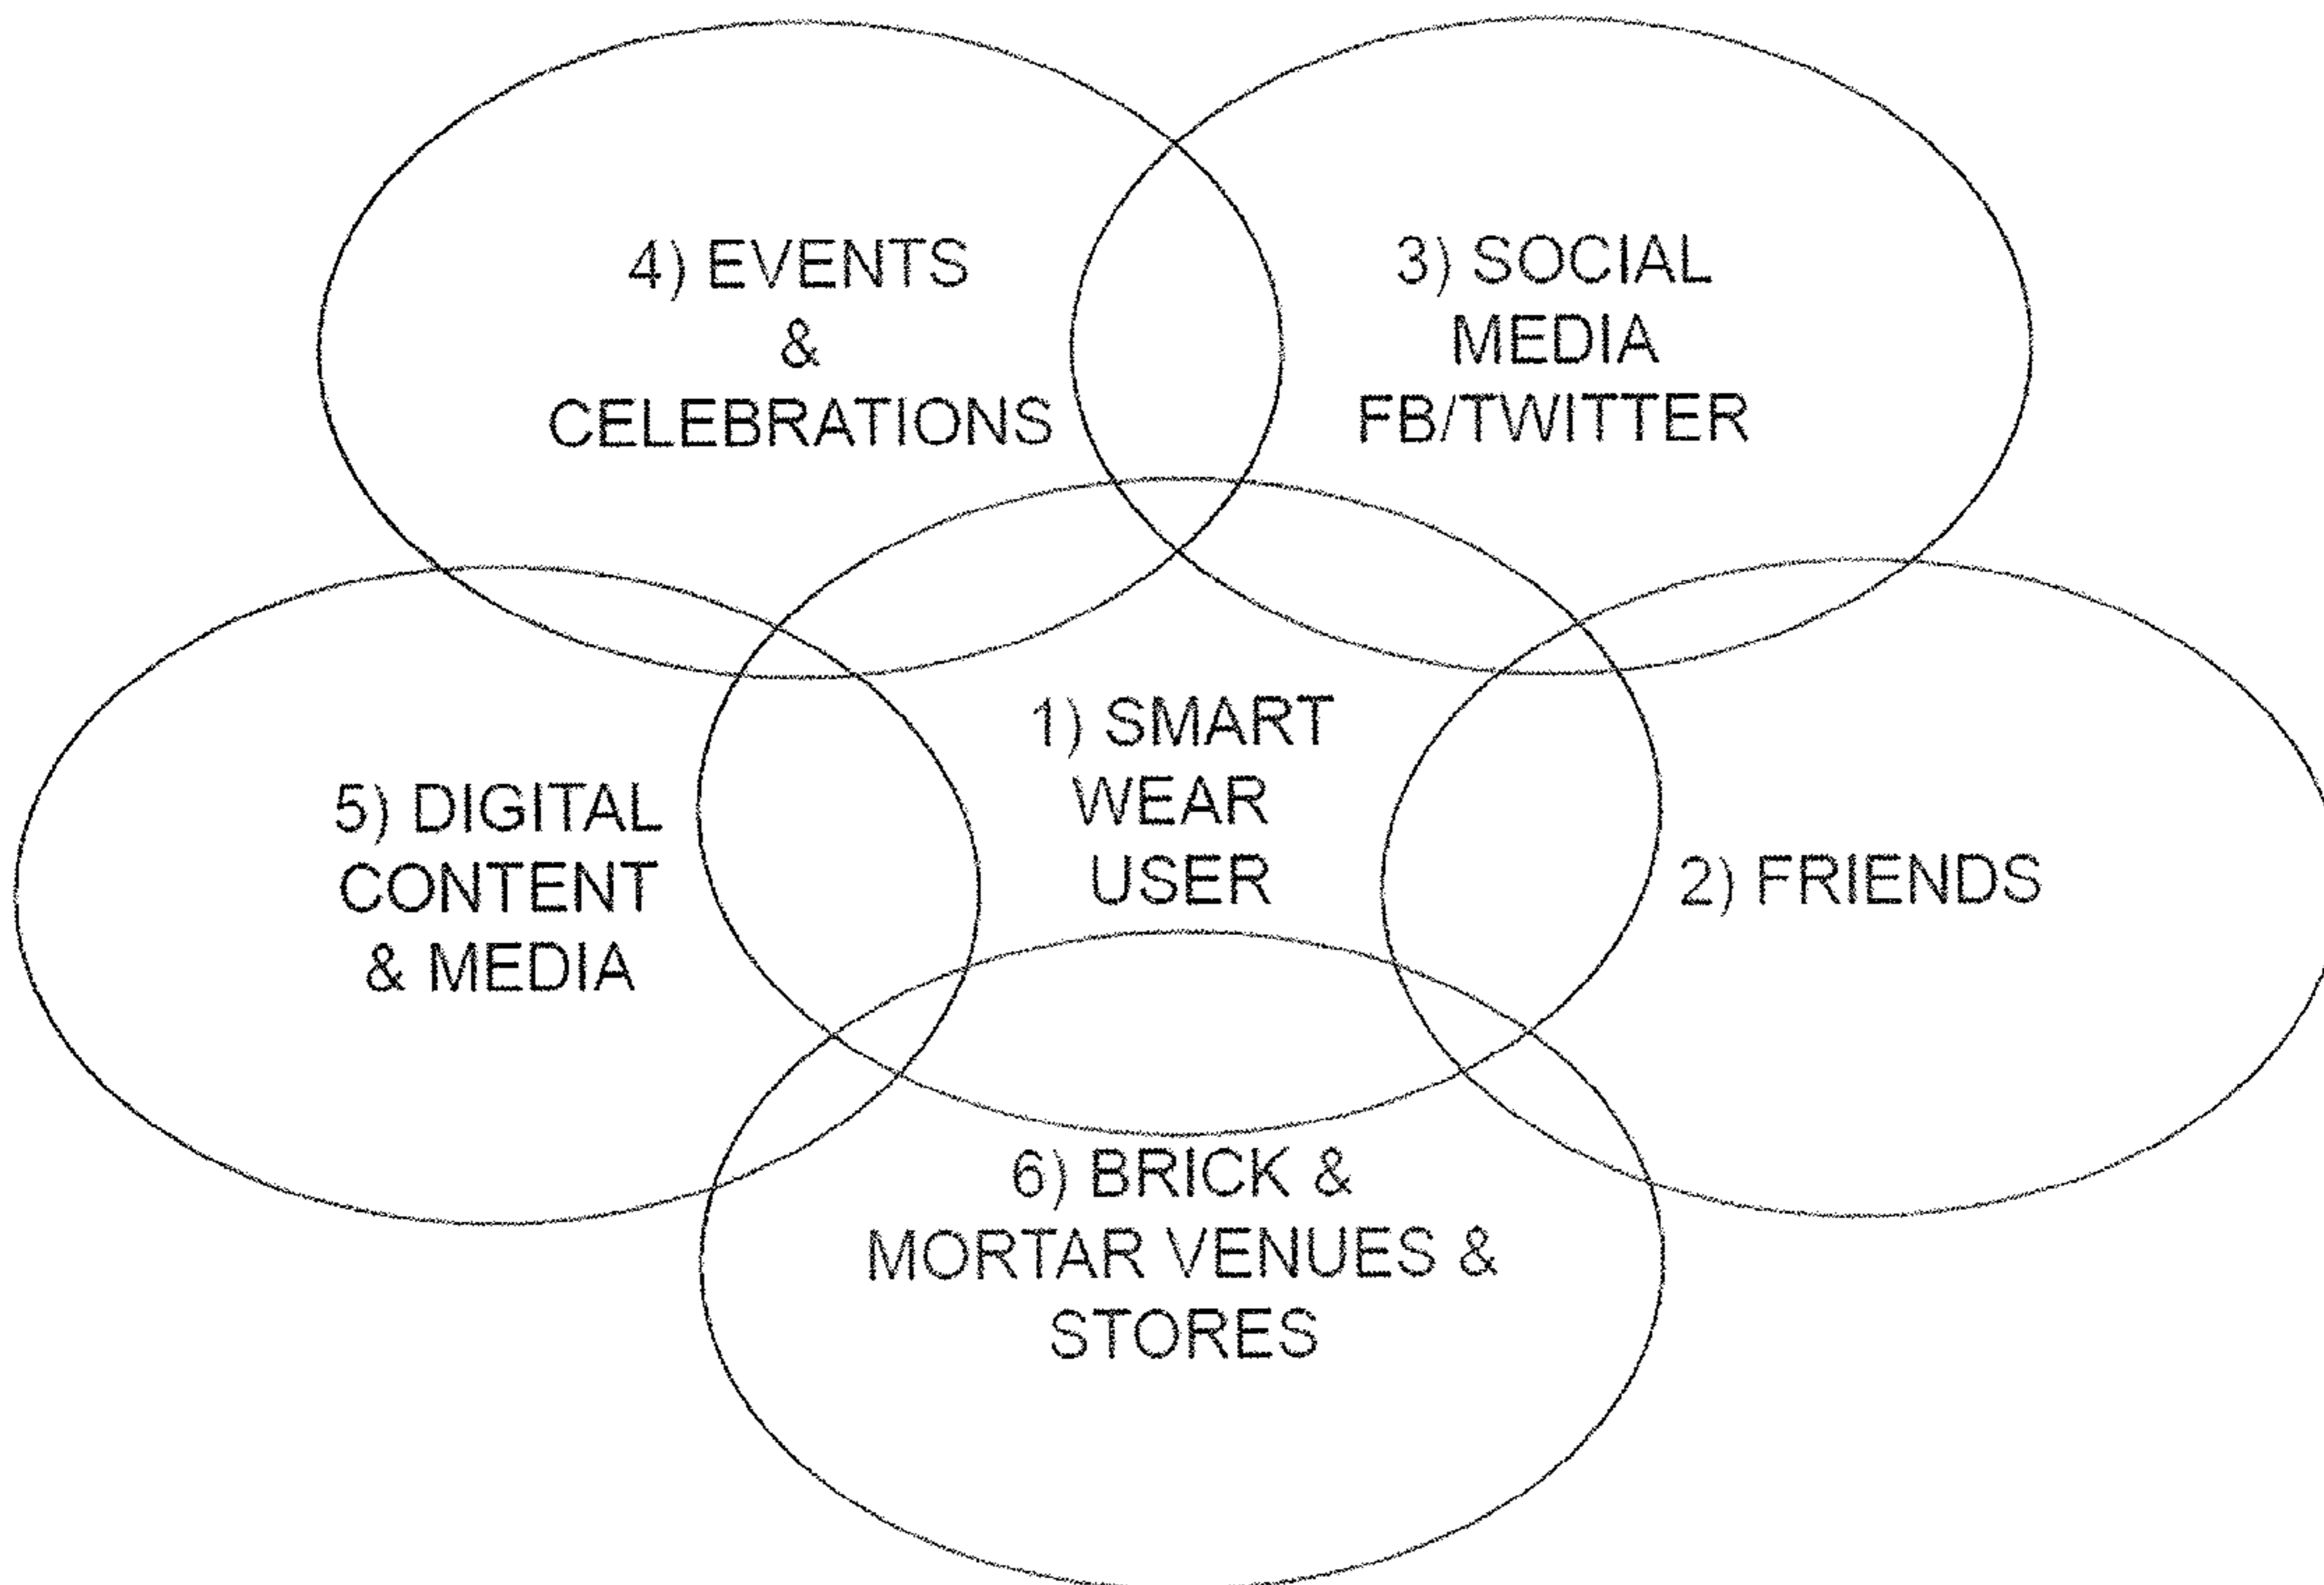 4) EVENTS
&
CELEBRATIONS
3) SOCIAL
MEDIA
FB/TWITTER
1) SMART
WEAR
USER
5) DIGITAL
CONTENT
& MEDIA
2) FRIENDS
6) BRICK &
MORTAR VENUES &
STORES